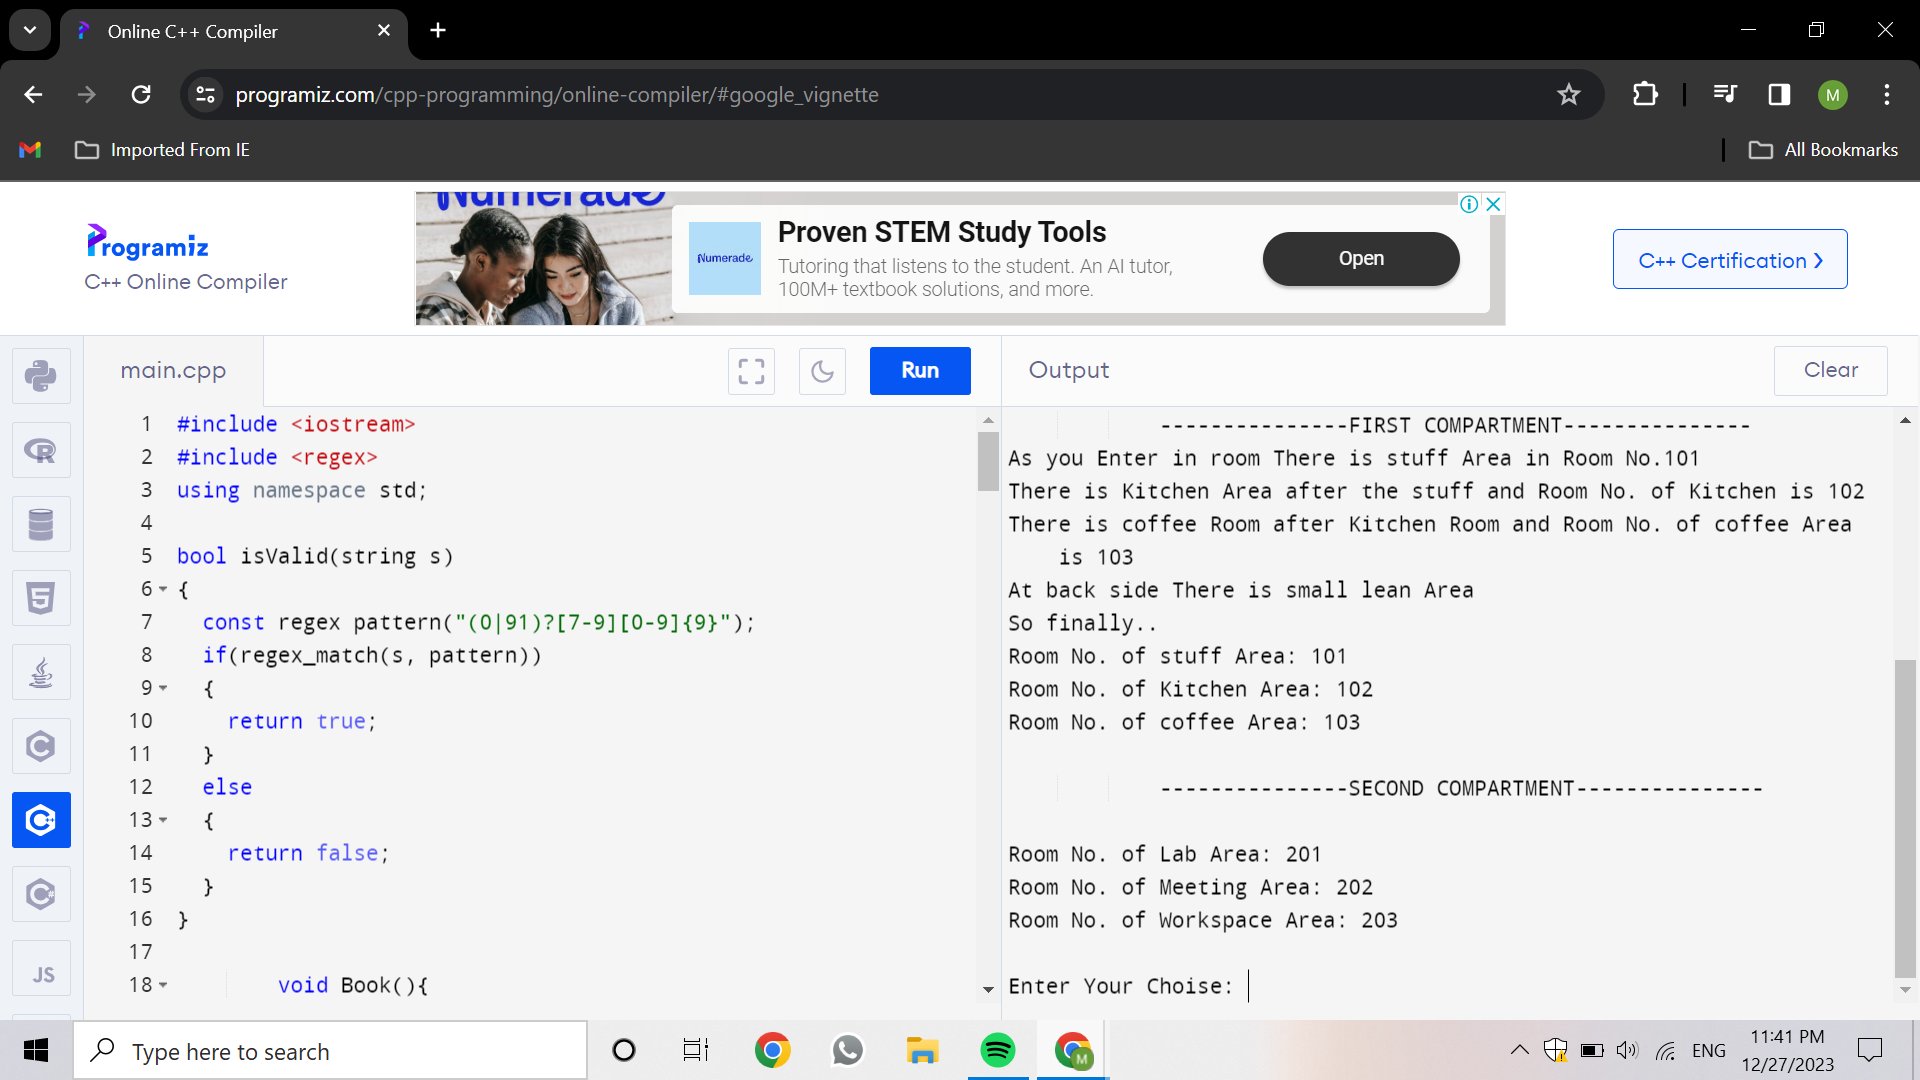 Online C++ Compiler
programiz.com/cpp-programming/online-compiler/#google_vignette
M
Imported From IE
All Bookmarks
Programiz
C++ Online Compiler
Numerade
Numerade
Proven STEM Study Tools
Tutoring that listens to the student. An AI tutor,
100M+ textbook solutions, and more.
Open
C++ Certification
main.cpp
Run
Output
Clear
1 #include <iostream>
2 #include <regex>
3 using namespace std;
4
5 bool isValid(string s)
6 {
7 const regex pattern("(0|91)?[7-9][0-9]{9}");
8 if(regex_match(s, pattern))
9 {
10 return true;
11 }
12 else
13 {
14 return false;
15 }
16 }
17
18 void Book(){
---------------FIRST COMPARTMENT---------------
As you Enter in room There is stuff Area in Room No.101
There is Kitchen Area after the stuff and Room No. of Kitchen is 102
There is coffee Room after Kitchen Room and Room No. of coffee Area
is 103
At back side There is small lean Area
So finally..
Room No. of stuff Area: 101
Room No. of Kitchen Area: 102
Room No. of coffee Area: 103
---------------SECOND COMPARTMENT---------------
Room No. of Lab Area: 201
Room No. of Meeting Area: 202
Room No. of Workspace Area: 203
Enter Your Choise:
JS
Type here to search
M
ENG
11:41 PM
12/27/2023